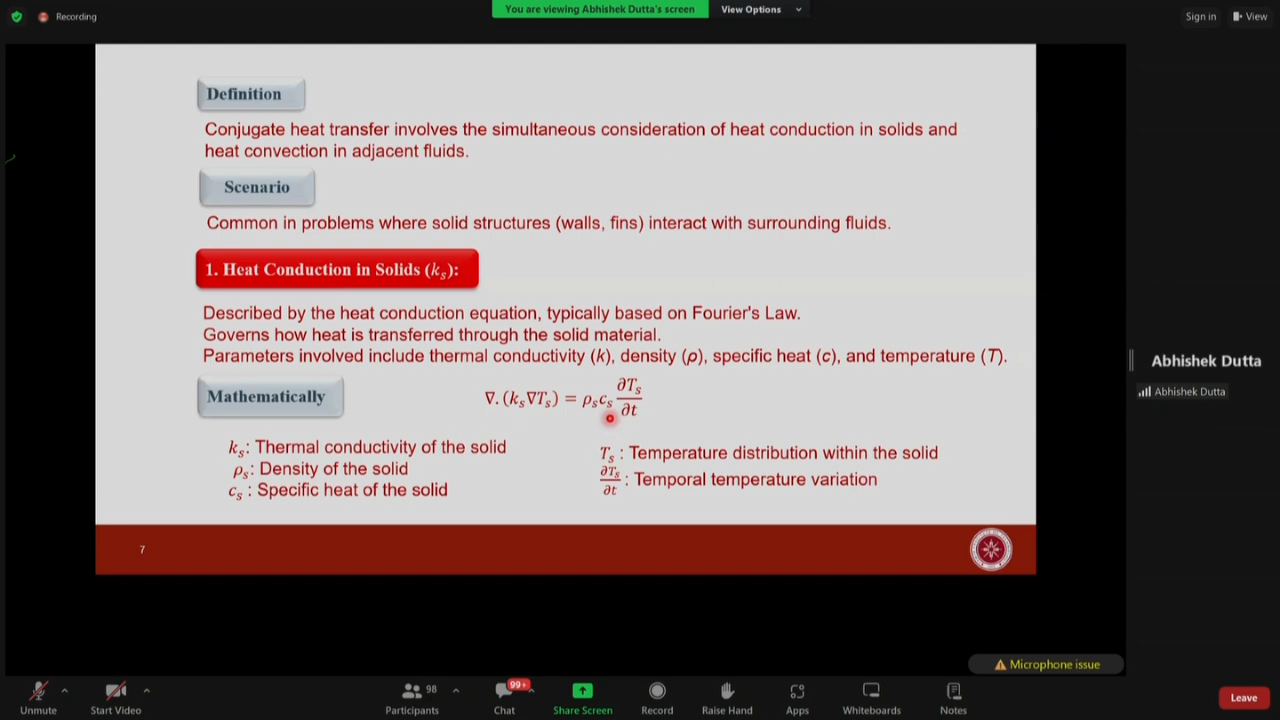 You are viewing Abhishek Dutta's screen
View Options
Recording
Sign in
View
Definition
Conjugate heat transfer involves the simultaneous consideration of heat conduction in solids and
heat convection in adjacent fluids.
Scenario
Common in problems where solid structures (walls, fins) interact with surrounding fluids.
1. Heat Conduction in Solids (kₛ):
Described by the heat conduction equation, typically based on Fourier's Law.
Governs how heat is transferred through the solid material.
Parameters involved include thermal conductivity (k), density (ρ), specific heat (c), and temperature (T).
Mathematically
∇. (kₛ∇Tₛ) = ρₛcₛ ∂Tₛ/∂t
kₛ: Thermal conductivity of the solid
ρₛ: Density of the solid
cₛ : Specific heat of the solid
Tₛ : Temperature distribution within the solid
∂Tₛ/∂t : Temporal temperature variation
7
Abhishek Dutta
Abhishek Dutta
Microphone issue
Unmute
Start Video
98
Participants
99+
Chat
Share Screen
Record
Raise Hand
Apps
Whiteboards
Notes
Leave